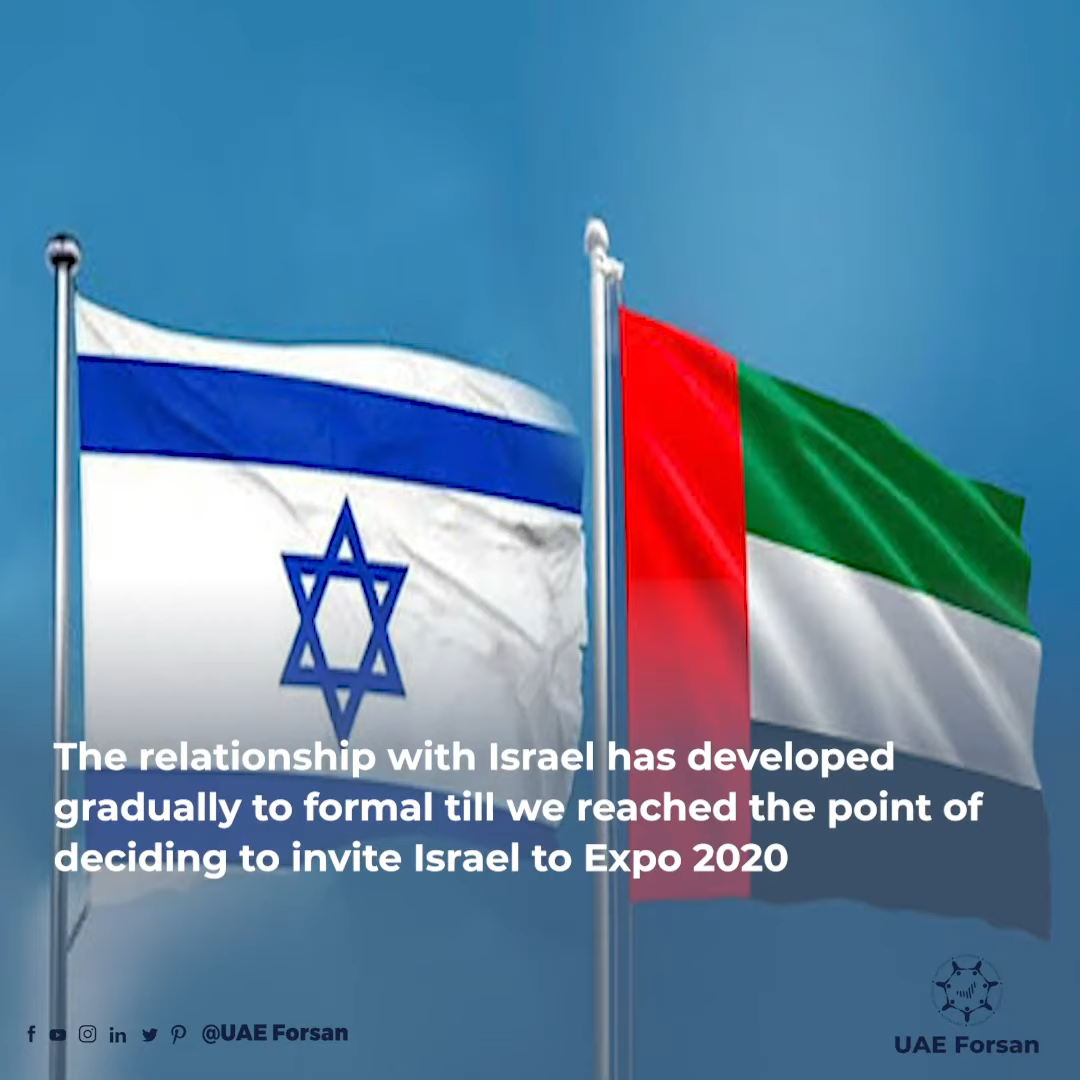 The relationship with Israel has developed
gradually to formal till we reached the point of
deciding to invite Israel to Expo 2020
@UAE Forsan
UAE Forsan